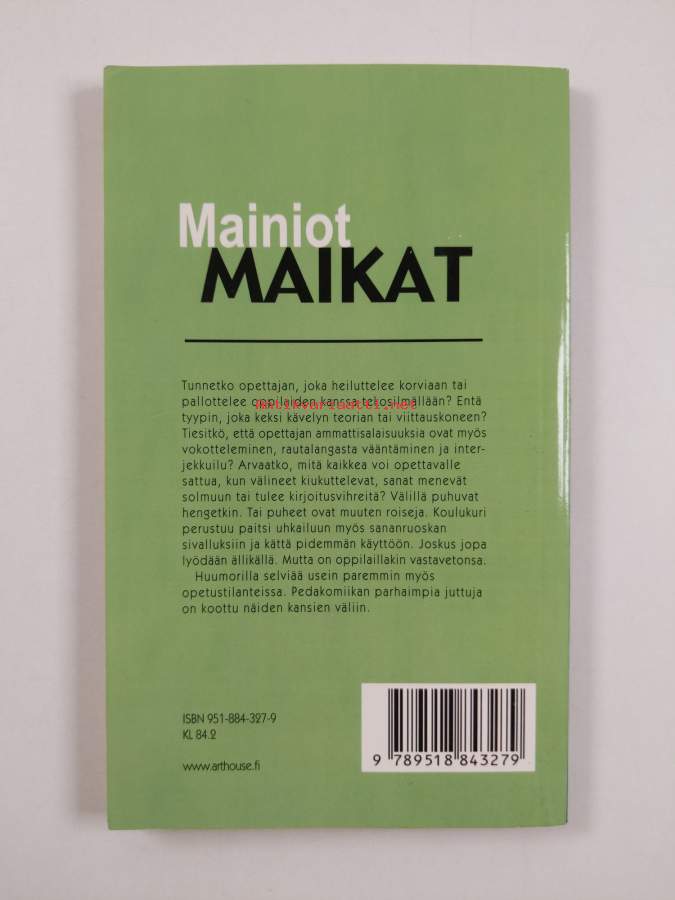 Mainiot
MAIKAT
Tunnetko opettajan, joka heiluttelee korviaan tai
pallottelee oppilaiden kanssa tekosilmällään? Entä
antikvariaatti.net
tyypin, joka keksi kävelyn teorian tai viittauskoneen?
Tiesitkö, että opettajan ammattisalaisuuksia ovat myös
vokotteleminen, rautalangasta vääntäminen ja inter-
jekkuilu? Arvaatko, mitä kaikkea voi opettavalle
sattua, kun välineet kiukuttelevat, sanat menevät
solmuun tai tulee kirjoitusvihreitä? Välillä puhuvat
hengetkin. Tai puheet ovat muuten roiseja. Koulukuri
perustuu paitsi uhkailuun myös sananruoskan
sivalluksiin ja kättä pidemmän käyttöön. Joskus jopa
lyödään ällikällä. Mutta on oppilaillakin vastavetonsa.
Huumorilla selviää usein paremmin myös
opetustilanteissa. Pedakomiikan parhaimpia juttuja
on koottu näiden kansien väliin.
ISBN 951-884-327-9
KL 84.2
www.arthouse.fi
9 789518 843279